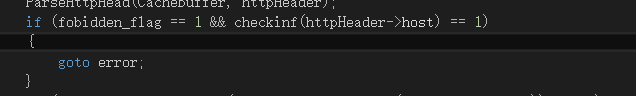 ParseHttpHead(CacheBuffer, httpHeader);
if (fobidden_flag == 1 && checkinf(httpHeader->host) == 1)
{
goto error;
}